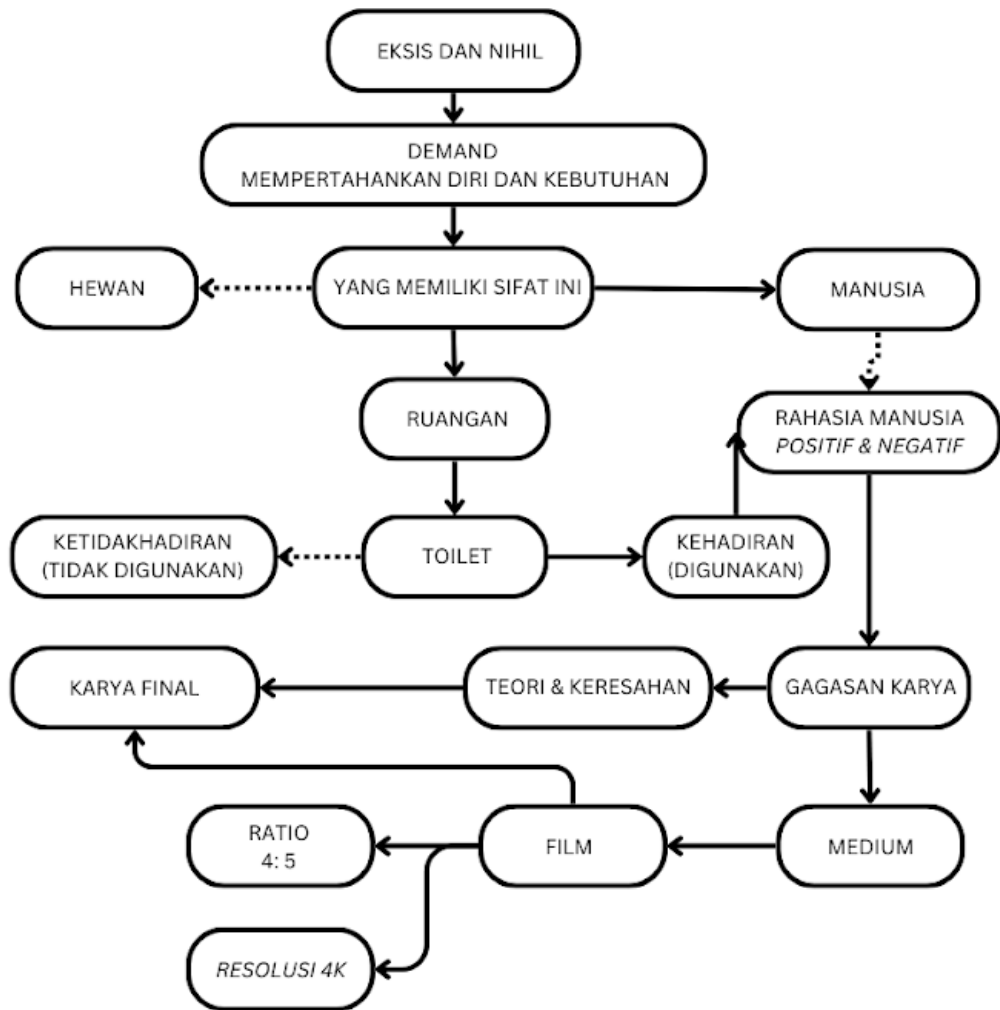 EKSIS DAN NIHIL
DEMAND
MEMPERTAHANKAN DIRI DAN KEBUTUHAN
HEWAN
YANG MEMILIKI SIFAT INI
MANUSIA
RUANGAN
RAHASIA MANUSIA
POSITIF & NEGATIF
KETIDAKHADIRAN
(TIDAK DIGUNAKAN)
TOILET
KEHADIRAN
(DIGUNAKAN)
KARYA FINAL
TEORI & KERESAHAN
GAGASAN KARYA
RATIO
4: 5
FILM
MEDIUM
RESOLUSI 4K